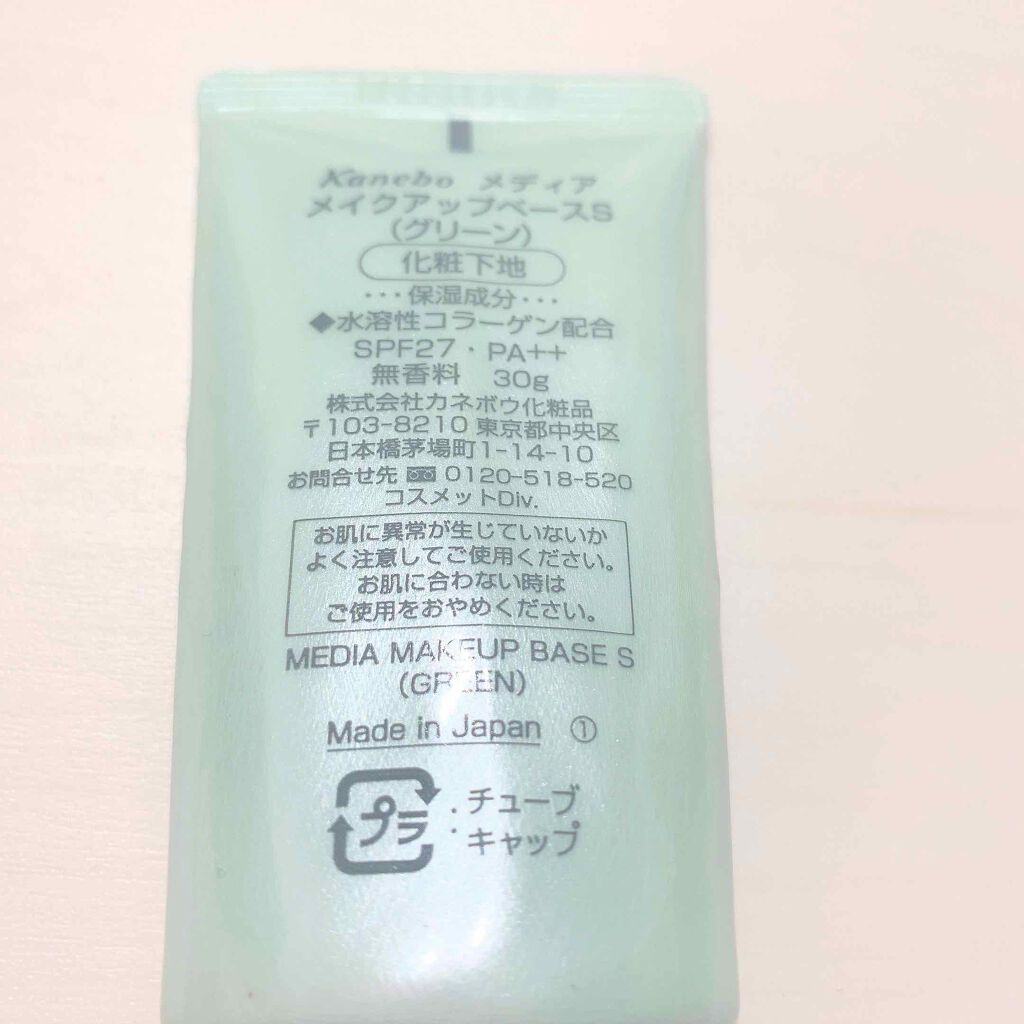 Kanebo メディア
メイクアップベースS
(グリーン)
化粧下地
・・・保湿成分・・・
◆水溶性コラーゲン配合
SPF27・PA++
無香料 30g
株式会社カネボウ化粧品
〒103-8210 東京都中央区
日本橋茅場町1-14-10
お問合せ先 0120-518-520
コスメットDiv.
お肌に異常が生じていないか
よく注意してご使用ください。
お肌に合わない時は
ご使用をおやめください。
MEDIA MAKEUP BASE S
(GREEN)
Made in Japan ①
プラ
・チューブ
・キャップ